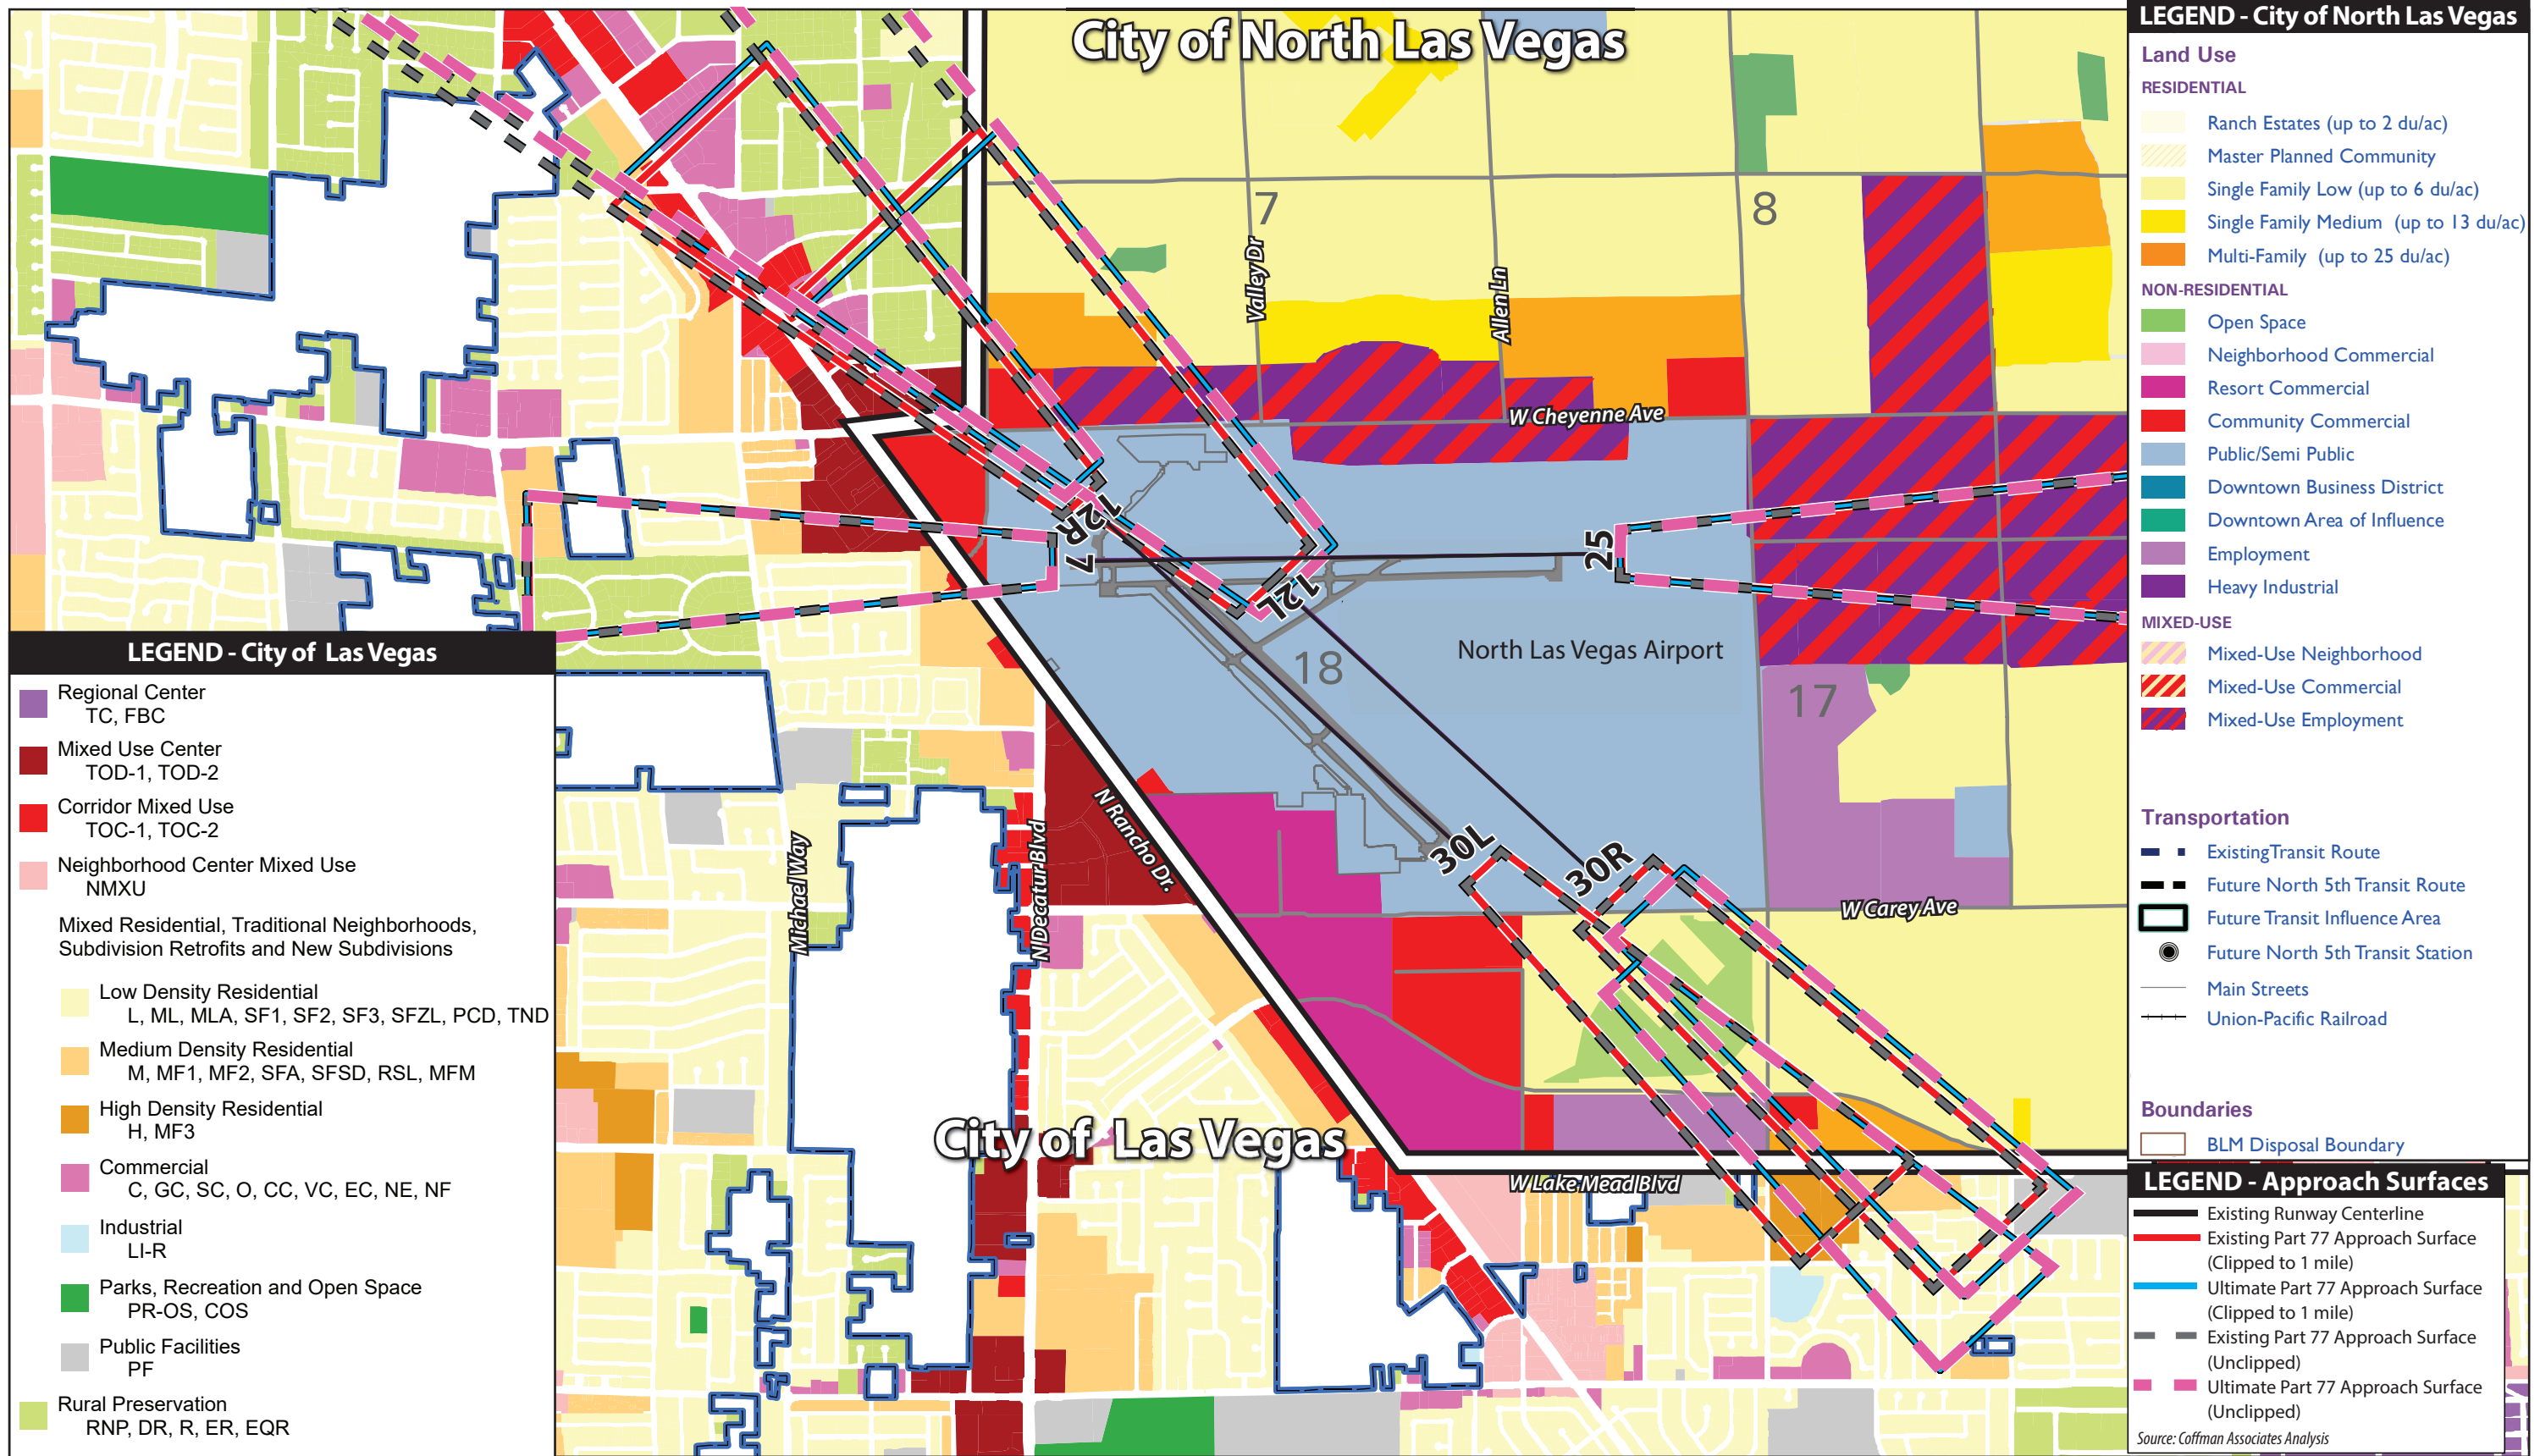 City of North Las Vegas
7
8
Valley Dr
Allen Ln
W Cheyenne Ave
12R
7
12L
25
North Las Vegas Airport
18
17
30L
30R
W Carey Ave
N Rancho Dr.
N Decatur Blvd
Michael Way
City of Las Vegas
W Lake Mead Blvd
LEGEND - City of Las Vegas
Regional Center
TC, FBC
Mixed Use Center
TOD-1, TOD-2
Corridor Mixed Use
TOC-1, TOC-2
Neighborhood Center Mixed Use
NMXU
Mixed Residential, Traditional Neighborhoods,
Subdivision Retrofits and New Subdivisions
Low Density Residential
L, ML, MLA, SF1, SF2, SF3, SFZL, PCD, TND
Medium Density Residential
M, MF1, MF2, SFA, SFSD, RSL, MFM
High Density Residential
H, MF3
Commercial
C, GC, SC, O, CC, VC, EC, NE, NF
Industrial
LI-R
Parks, Recreation and Open Space
PR-OS, COS
Public Facilities
PF
Rural Preservation
RNP, DR, R, ER, EQR
LEGEND - City of North Las Vegas
Land Use
RESIDENTIAL
Ranch Estates (up to 2 du/ac)
Master Planned Community
Single Family Low (up to 6 du/ac)
Single Family Medium (up to 13 du/ac)
Multi-Family (up to 25 du/ac)
NON-RESIDENTIAL
Open Space
Neighborhood Commercial
Resort Commercial
Community Commercial
Public/Semi Public
Downtown Business District
Downtown Area of Influence
Employment
Heavy Industrial
MIXED-USE
Mixed-Use Neighborhood
Mixed-Use Commercial
Mixed-Use Employment
Transportation
ExistingTransit Route
Future North 5th Transit Route
Future Transit Influence Area
Future North 5th Transit Station
Main Streets
Union-Pacific Railroad
Boundaries
BLM Disposal Boundary
LEGEND - Approach Surfaces
Existing Runway Centerline
Existing Part 77 Approach Surface
(Clipped to 1 mile)
Ultimate Part 77 Approach Surface
(Clipped to 1 mile)
Existing Part 77 Approach Surface
(Unclipped)
Ultimate Part 77 Approach Surface
(Unclipped)
Source: Coffman Associates Analysis